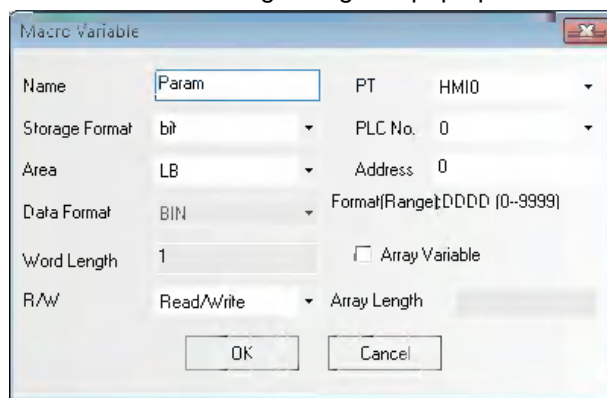 Macro Variable
Name Param PT HMI0
Storage Format bit PLC No. 0
Area LB Address 0
Data Format BIN Format(Range):DDDD (0--9999)
Word Length 1 Array Variable
R/W Read/Write Array Length
OK Cancel